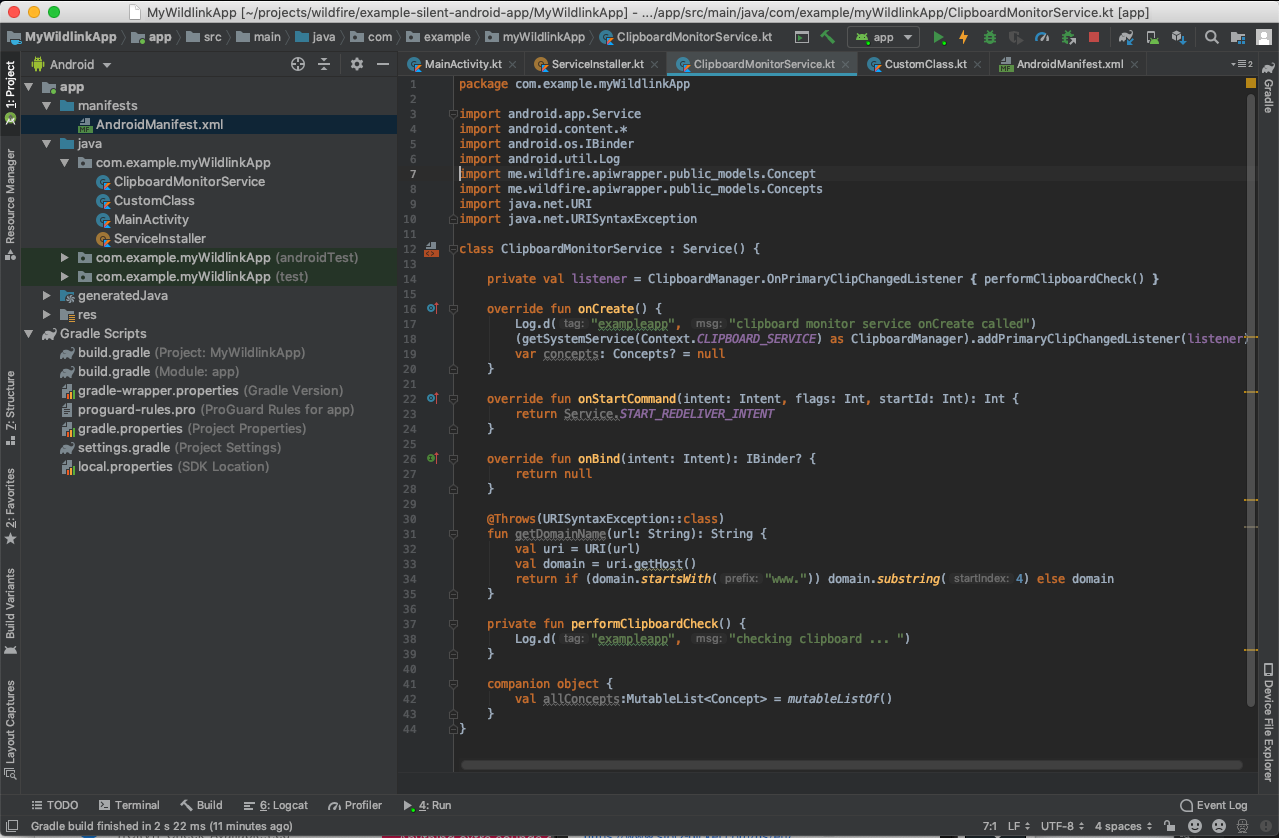 MyWildlinkApp [~/projects/wildfire/example-silent-android-app/MyWildlinkApp] - .../app/src/main/java/com/example/myWildlinkApp/ClipboardMonitorService.kt [app]
MyWildlinkApp app src main java com example myWildlinkApp ClipboardMonitorService.kt app
1: Project
Resource Manager
Z: Structure
2: Favorites
Build Variants
Layout Captures
Android
app
manifests
AndroidManifest.xml
java
com.example.myWildlinkApp
ClipboardMonitorService
CustomClass
MainActivity
ServiceInstaller
com.example.myWildlinkApp (androidTest)
com.example.myWildlinkApp (test)
generatedJava
res
Gradle Scripts
build.gradle (Project: MyWildlinkApp)
build.gradle (Module: app)
gradle-wrapper.properties (Gradle Version)
proguard-rules.pro (ProGuard Rules for app)
gradle.properties (Project Properties)
settings.gradle (Project Settings)
local.properties (SDK Location)
MainActivity.kt ServiceInstaller.kt ClipboardMonitorService.kt CustomClass.kt AndroidManifest.xml 2
1 package com.example.myWildlinkApp
2
3 import android.app.Service
4 import android.content.*
5 import android.os.IBinder
6 import android.util.Log
7 import me.wildfire.apiwrapper.public_models.Concept
8 import me.wildfire.apiwrapper.public_models.Concepts
9 import java.net.URI
10 import java.net.URISyntaxException
11
12 class ClipboardMonitorService : Service() {
13
14 private val listener = ClipboardManager.OnPrimaryClipChangedListener { performClipboardCheck() }
15
16 override fun onCreate() {
17 Log.d( tag: "exampleapp", msg: "clipboard monitor service onCreate called")
18 (getSystemService(Context.CLIPBOARD_SERVICE) as ClipboardManager).addPrimaryClipChangedListener(listener)
19 var concepts: Concepts? = null
20 }
21
22 override fun onStartCommand(intent: Intent, flags: Int, startId: Int): Int {
23 return Service.START_REDELIVER_INTENT
24 }
25
26 override fun onBind(intent: Intent): IBinder? {
27 return null
28 }
29
30 @Throws(URISyntaxException::class)
31 fun getDomainName(url: String): String {
32 val uri = URI(url)
33 val domain = uri.getHost()
34 return if (domain.startsWith( prefix: "www.")) domain.substring( startIndex: 4) else domain
35 }
36
37 private fun performClipboardCheck() {
38 Log.d( tag: "exampleapp", msg: "checking clipboard ... ")
39 }
40
41 companion object {
42 val allConcepts:MutableList<Concept> = mutableListOf()
43 }
44 }
Gradle
Device File Explorer
TODO Terminal Build 6: Logcat Profiler 4: Run Event Log
Gradle build finished in 2 s 22 ms (11 minutes ago) 7:1 LF UTF-8 4 spaces